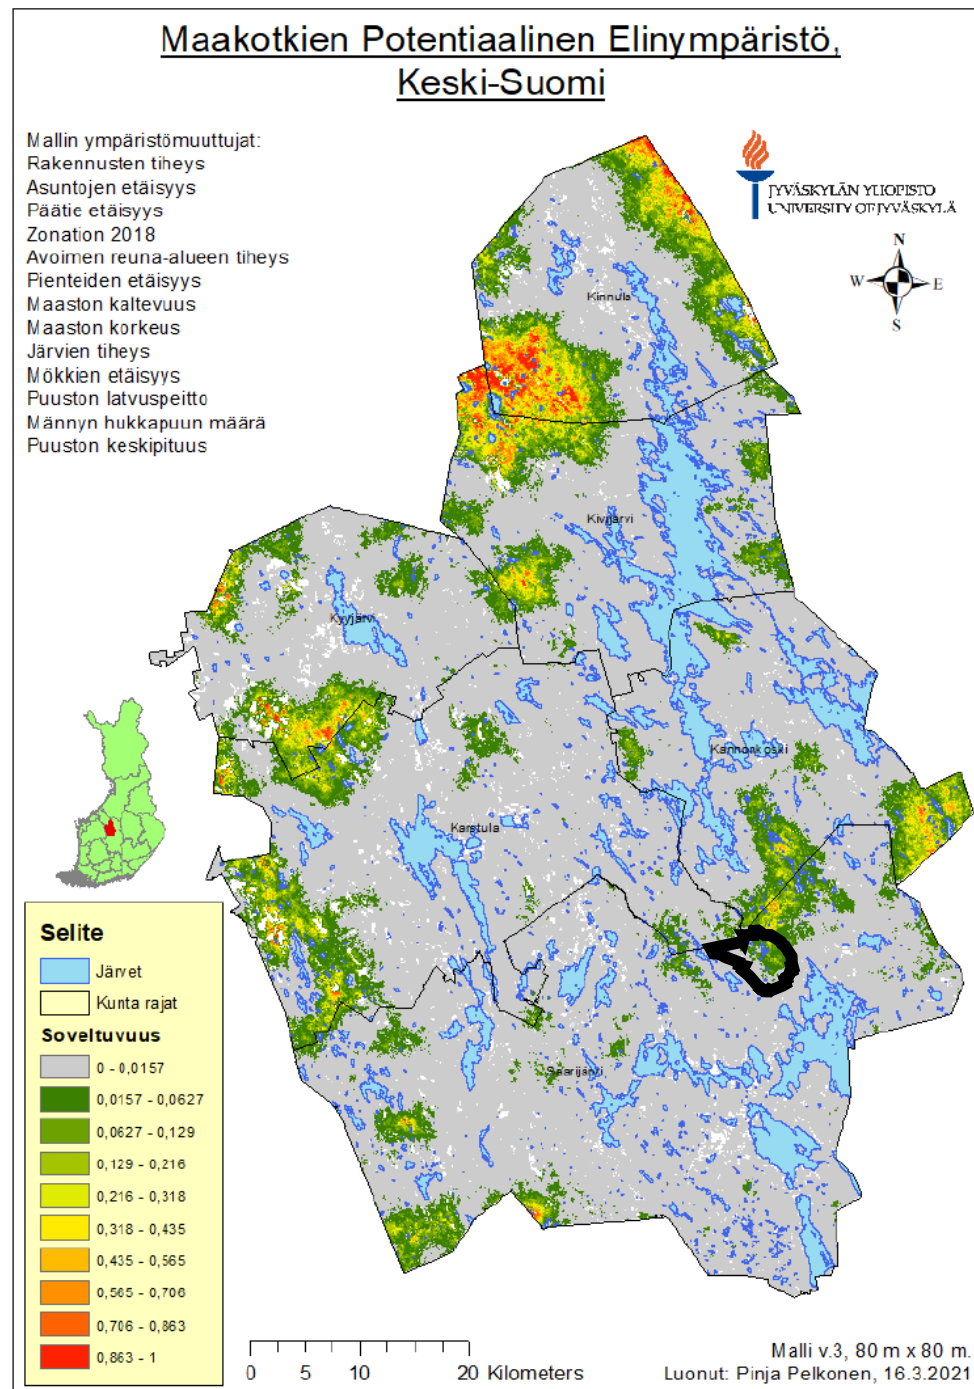 Maakotkien Potentiaalinen Elinympäristö,
Keski-Suomi
Mallin ympäristömuuttujat:
Rakennusten tiheys
Asuntojen etäisyys
Päätie etäisyys
Zonation 2018
Avoimen reuna-alueen tiheys
Pienteiden etäisyys
Maaston kaltevuus
Maaston korkeus
Järvien tiheys
Mökkien etäisyys
Puuston latvuspeitto
Männyn hukkapuun määrä
Puuston keskipituus
JYVÄSKYLÄN YLIOPISTO
UNIVERSITY OF JYVÄSKYLÄ
N
W E
S
Kinnula
Kivijärvi
Kyyjärvi
Kannonkoski
Karstula
Saarijärvi
Selite
Järvet
Kunta rajat
Soveltuvuus
0 - 0,0157
0,0157 - 0,0627
0,0627 - 0,129
0,129 - 0,216
0,216 - 0,318
0,318 - 0,435
0,435 - 0,565
0,565 - 0,706
0,706 - 0,863
0,863 - 1
0 5 10 20 Kilometers
Malli v.3, 80 m x 80 m.
Luonut: Pinja Pelkonen, 16.3.2021